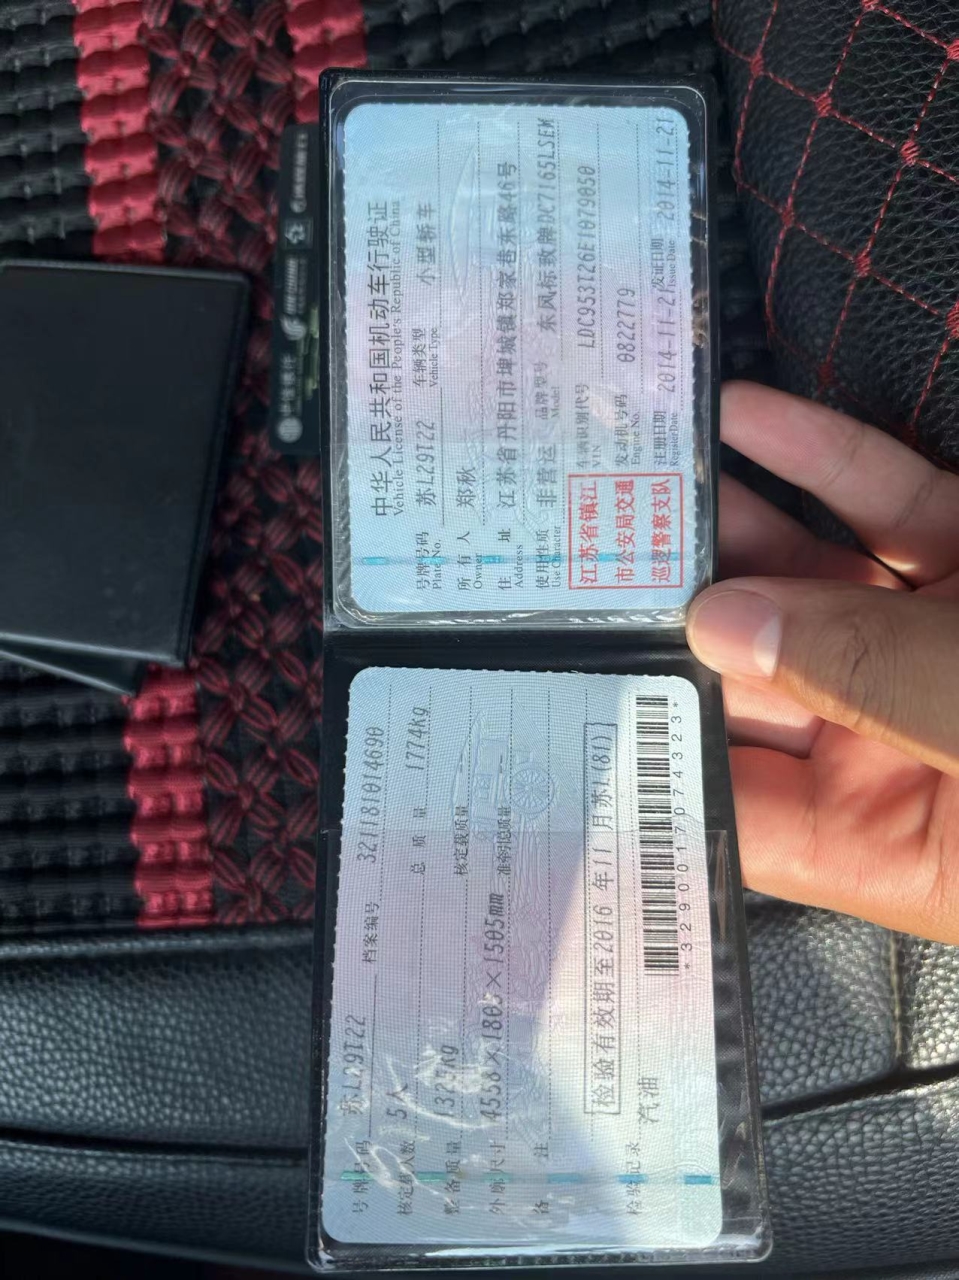 中华人民共和国机动车行驶证
Vehicle License of the People's Republic of China
号牌号码 苏L29T22 车辆类型 小型轿车
Plate No. Vehicle Type
所有人 郑秋
Owner
住址 江苏省丹阳市埤城镇郑家巷东路46号
Address
使用性质 非营运 品牌型号 东风标致牌DC7165LSEM
Use Character Model
江苏省镇江
市公安局交通
巡逻警察支队
车辆识别代号 LDC953T26E1079050
VIN
发动机号码 0822779
Engine No.
注册日期 2014-11-21 发证日期 2014-11-21
Register Date Issue Date
号牌号码 苏L29T22 档案编号 321181014690
核定载人数 5人 总质量 1774kg
整备质量 核定载质量
外廓尺寸 4558×1805×1505mm 准牵引总质量
备注
检验有效期至2016年11月苏L(81)
检验记录 汽油
*3290017074323*